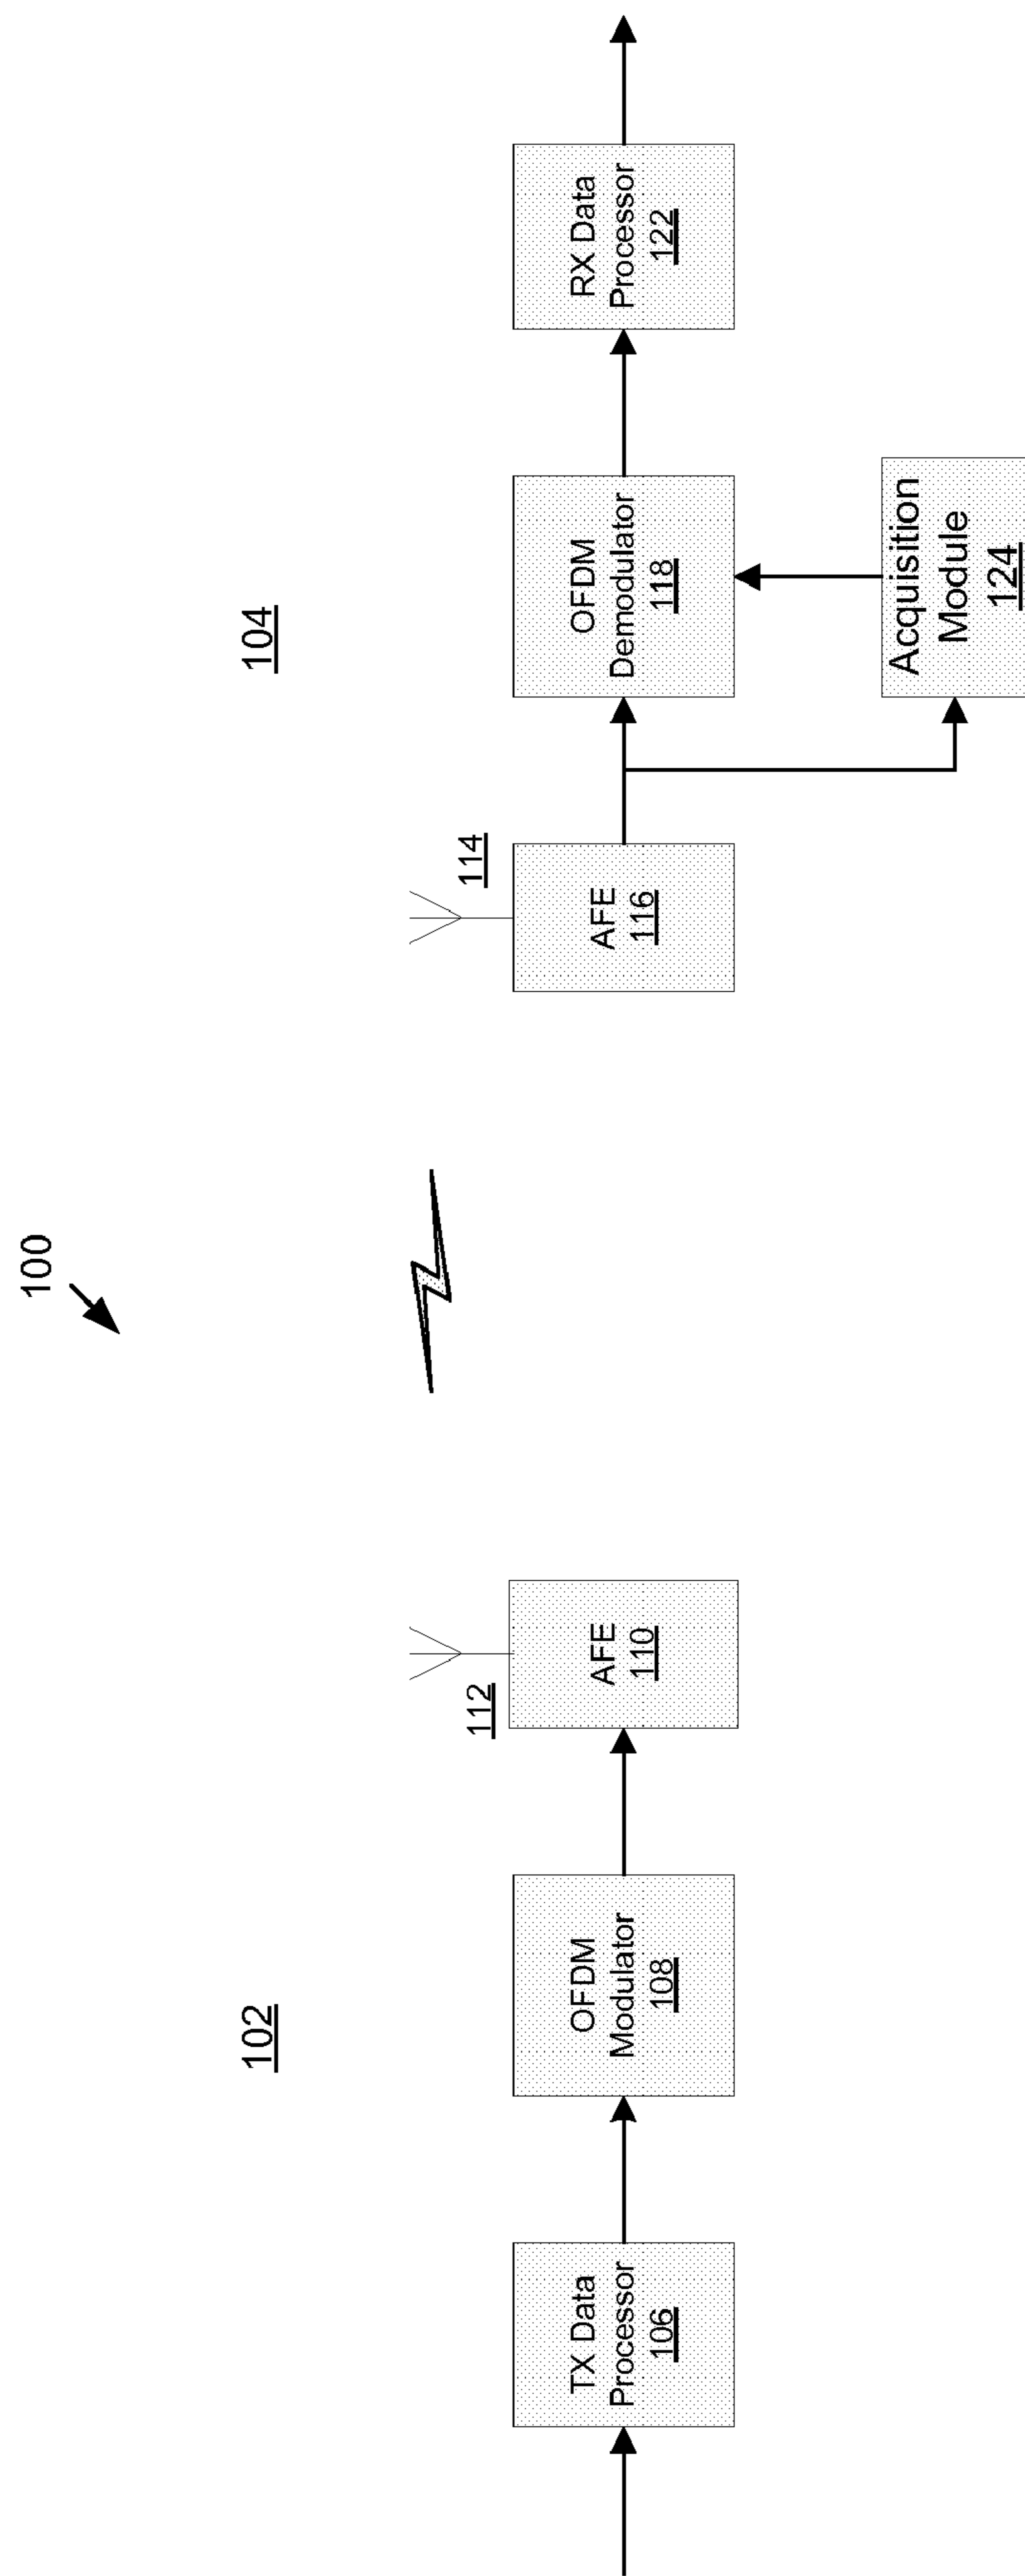 100
102
104
TX Data
Processor
106
OFDM
Modulator
108
112
AFE
110
114
AFE
116
OFDM
Demodulator
118
RX Data
Processor
122
Acquisition
Module
124